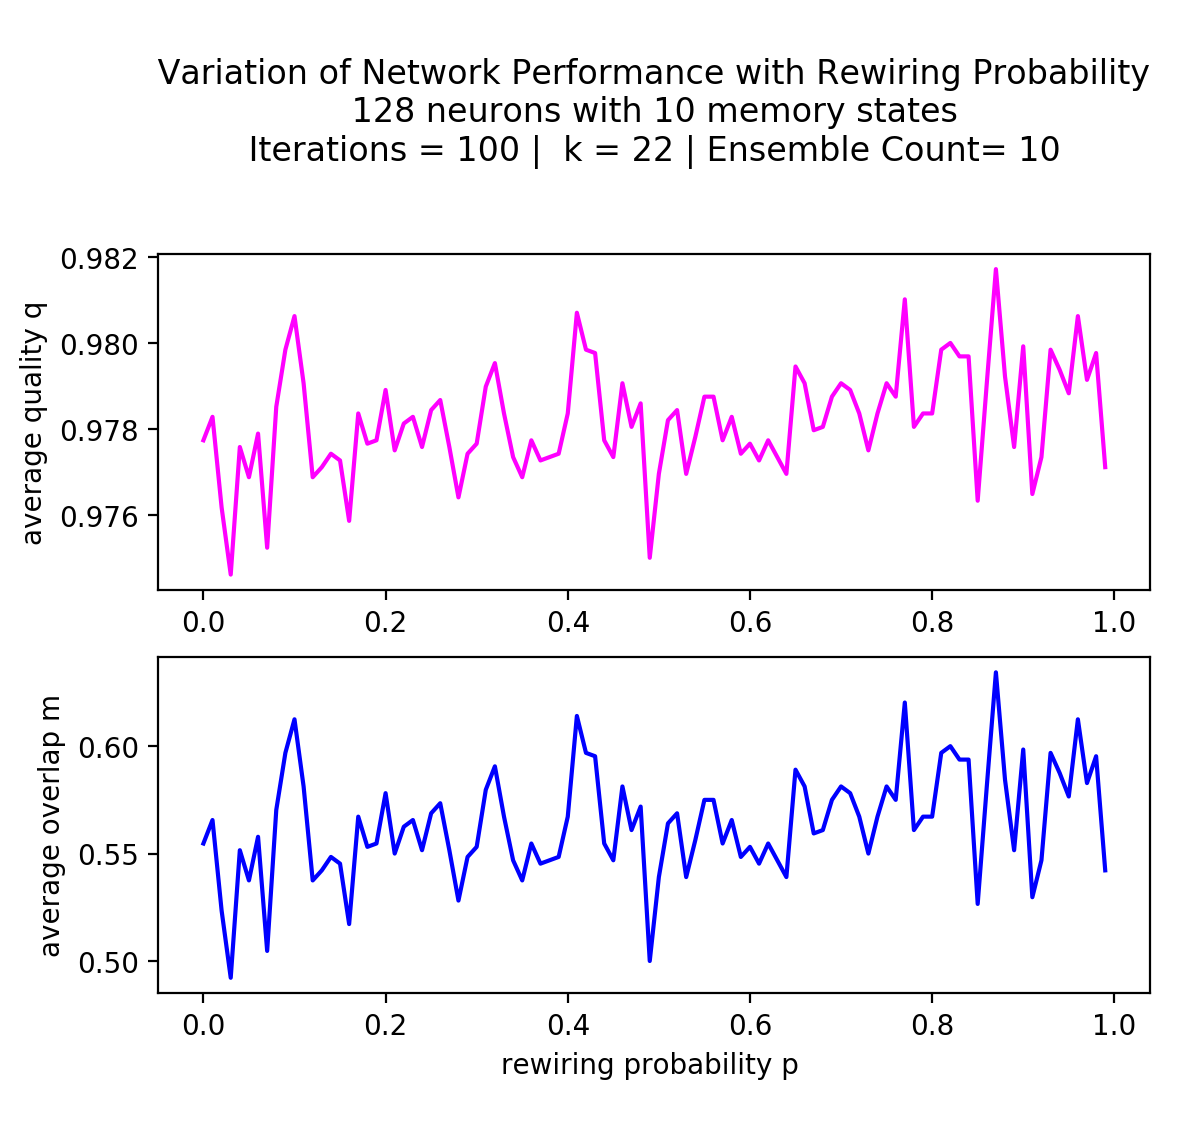 Variation of Network Performance with Rewiring Probability
128 neurons with 10 memory states
Iterations = 100 |  k = 22 | Ensemble Count= 10
average quality q
0.982
0.980
0.978
0.976
0.0 0.2 0.4 0.6 0.8 1.0
average overlap m
0.60
0.55
0.50
0.0 0.2 0.4 0.6 0.8 1.0
rewiring probability p